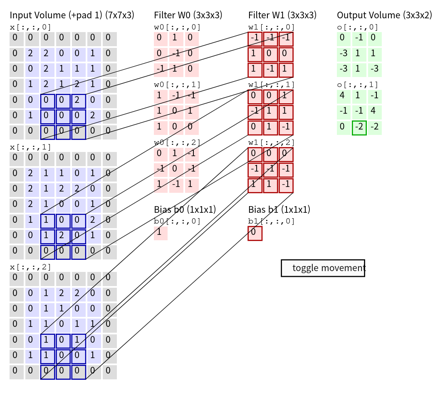 Input Volume (+pad 1) (7x7x3)
x[:,:,0]
0 0 0 0 0 0 0
0 2 2 0 0 1 0
0 2 0 1 1 2 0
0 1 2 1 2 1 0
0 0 0 0 2 0 0
0 1 0 0 0 2 0
0 0 0 0 0 0 0
x[:,:,1]
0 0 0 0 0 0 0
0 2 1 1 0 1 0
0 2 1 2 2 0 0
0 2 1 0 0 1 0
0 1 1 0 0 2 0
0 0 1 2 0 1 0
0 0 0 0 0 0 0
x[:,:,2]
0 0 0 0 0 0 0
0 0 1 2 2 0 0
0 0 0 1 0 0 0
0 1 1 0 1 1 0
0 0 1 0 1 0 0
0 1 1 0 0 1 0
0 0 0 0 0 0 0
Filter W0 (3x3x3)
w0[:,:,0]
0 1 0
0 -1 0
-1 1 0
w0[:,:,1]
1 -1 -1
1 0 1
1 0 0
w0[:,:,2]
0 1 -1
-1 0 -1
1 -1 1
Bias b0 (1x1x1)
b0[:,:,0]
1
Filter W1 (3x3x3)
w1[:,:,0]
-1 -1 -1
1 0 0
1 -1 1
w1[:,:,1]
0 0
1 -1
0 1 -1
w1[:,:,2]
0 0 0
-1 -1 -1
1 1 -1
Bias b1 (1x1x1)
b1[:,:,0]
0
Output Volume (3x3x2)
o[:,:,0]
0 -1 0
-3 1 1
-3 1 -3
o[:,:,1]
4 1 -1
-1 -1 4
0 -2 -2
toggle movement